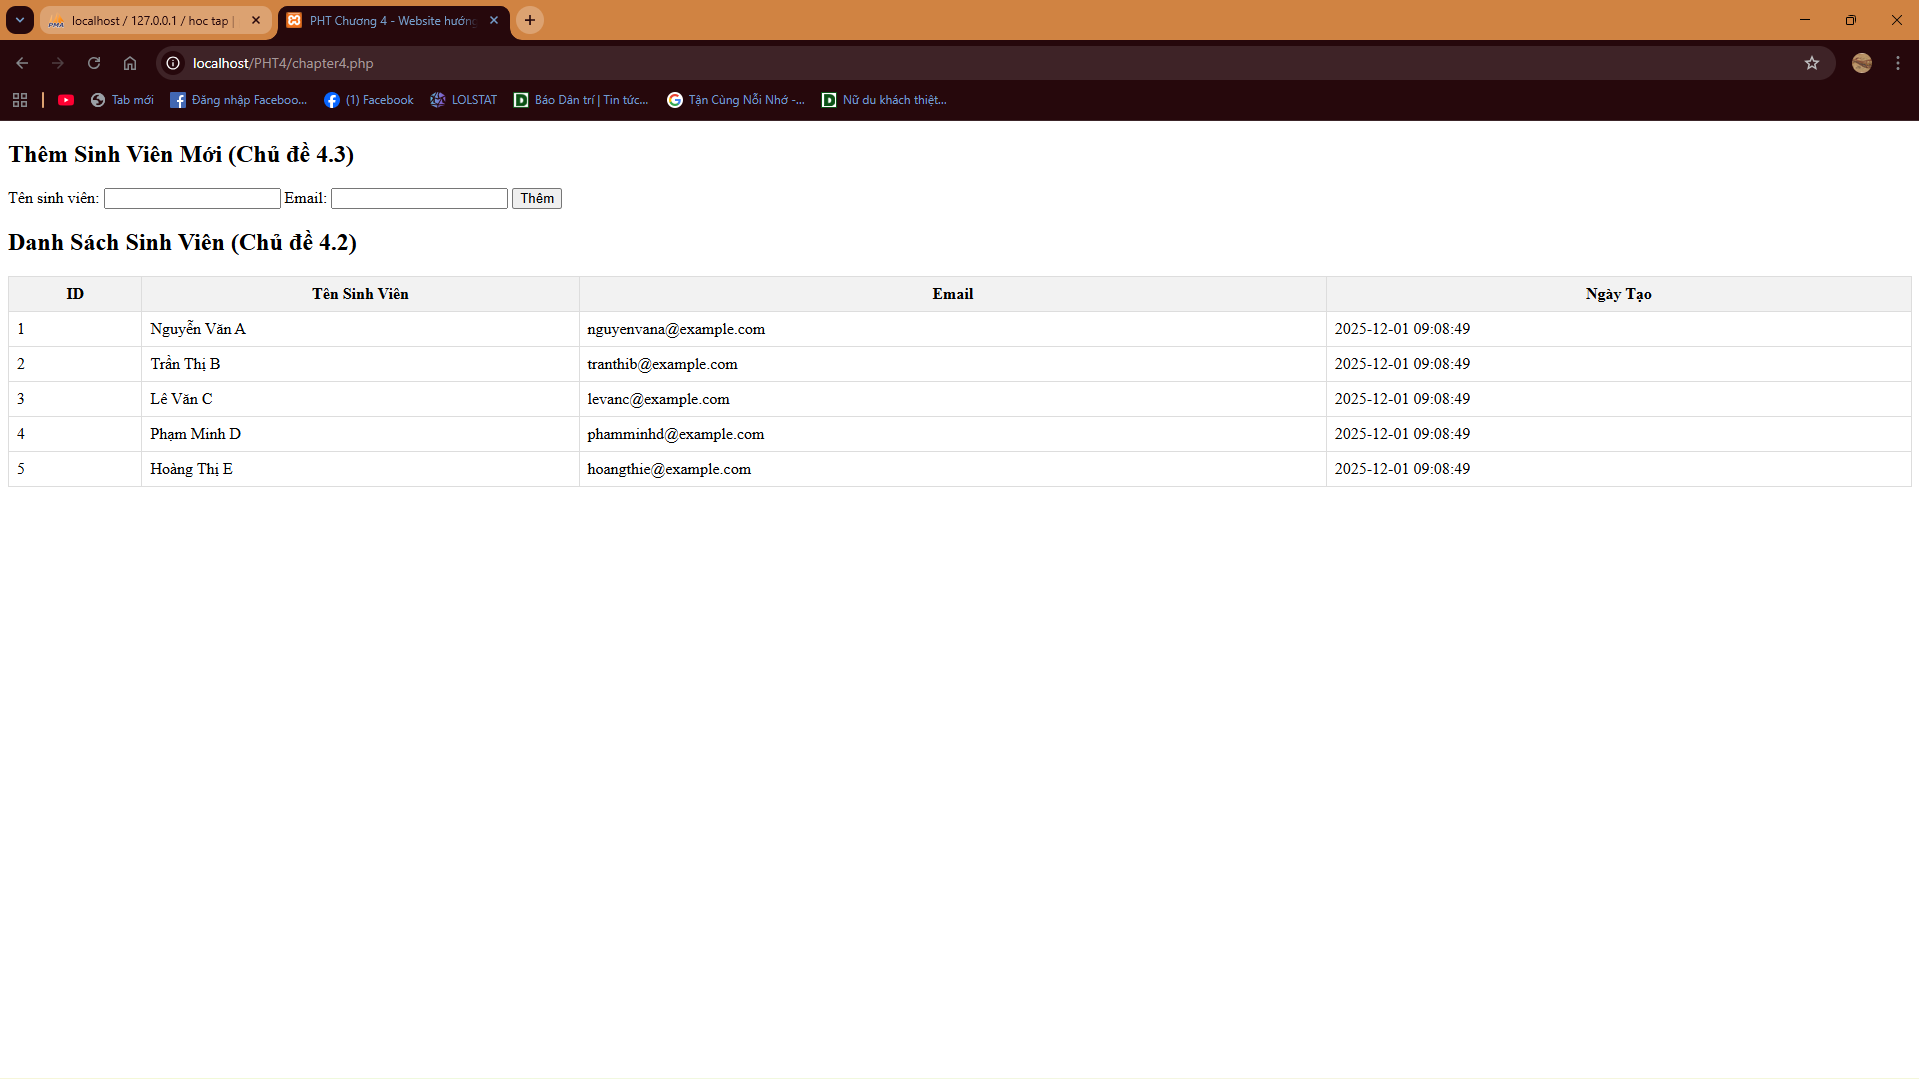 localhost / 127.0.0.1 / hoc tap |
PHT Chương 4 - Website hướng
localhost/PHT4/chapter4.php
Tab mới
Đăng nhập Faceboo...
(1) Facebook
LOLSTAT
Báo Dân trí | Tin tức...
Tận Cùng Nỗi Nhớ -...
Nữ du khách thiệt...
Thêm Sinh Viên Mới (Chủ đề 4.3)
Tên sinh viên: Email: Thêm
Danh Sách Sinh Viên (Chủ đề 4.2)
ID Tên Sinh Viên Email Ngày Tạo
1 Nguyễn Văn A nguyenvana@example.com 2025-12-01 09:08:49
2 Trần Thị B tranthib@example.com 2025-12-01 09:08:49
3 Lê Văn C levanc@example.com 2025-12-01 09:08:49
4 Phạm Minh D phamminhd@example.com 2025-12-01 09:08:49
5 Hoàng Thị E hoangthie@example.com 2025-12-01 09:08:49